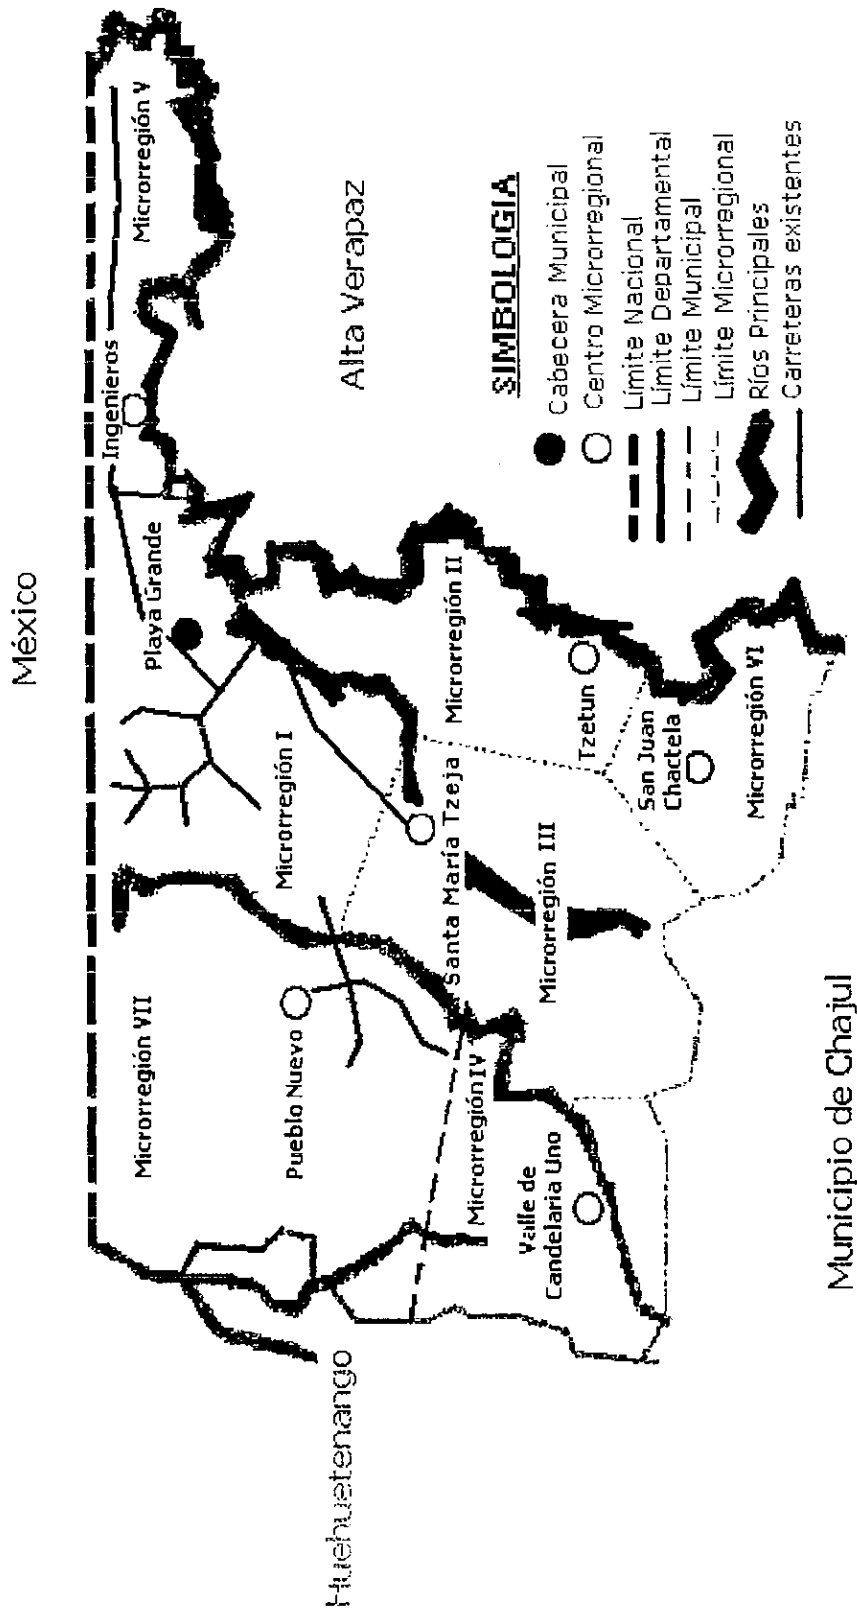 México
Huehuetenango
Microrregión VII
Playa Grande
Ingenieros
Microrregión V
Pueblo Nuevo
Microrregión I
Santa María Tzeja
Microrregión II
Alta Verapaz
Microrregión IV
Microrregión III
Valle de
Candelaria Uno
Tzetun
San Juan
Chactela
Microrregión VI
Municipio de Chajul
SIMBOLOGIA
Cabecera Municipal
Centro Microrregional
Límite Nacional
Límite Departamental
Límite Municipal
Límite Microrregional
Ríos Principales
Carreteras existentes